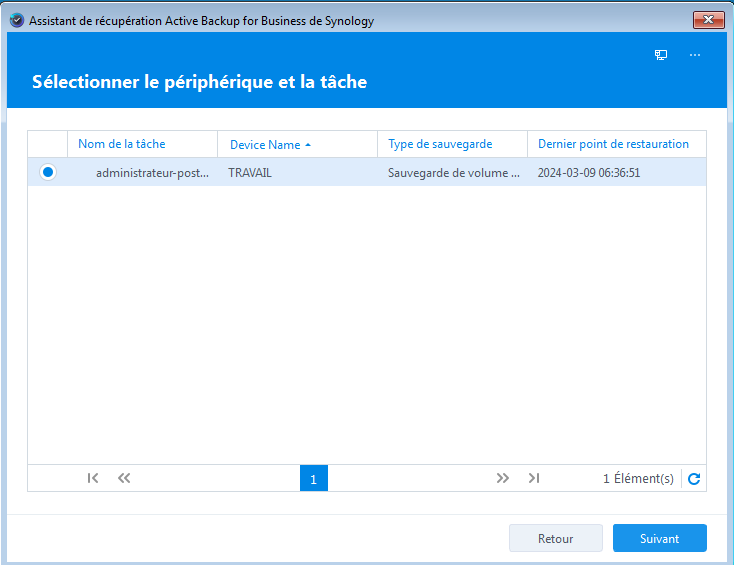 Assistant de récupération Active Backup for Business de Synology
Sélectionner le périphérique et la tâche
Nom de la tâche Device Name Type de sauvegarde Dernier point de restauration
administrateur-post... TRAVAIL Sauvegarde de volume ... 2024-03-09 06:36:51
1 1 Élément(s)
Retour Suivant